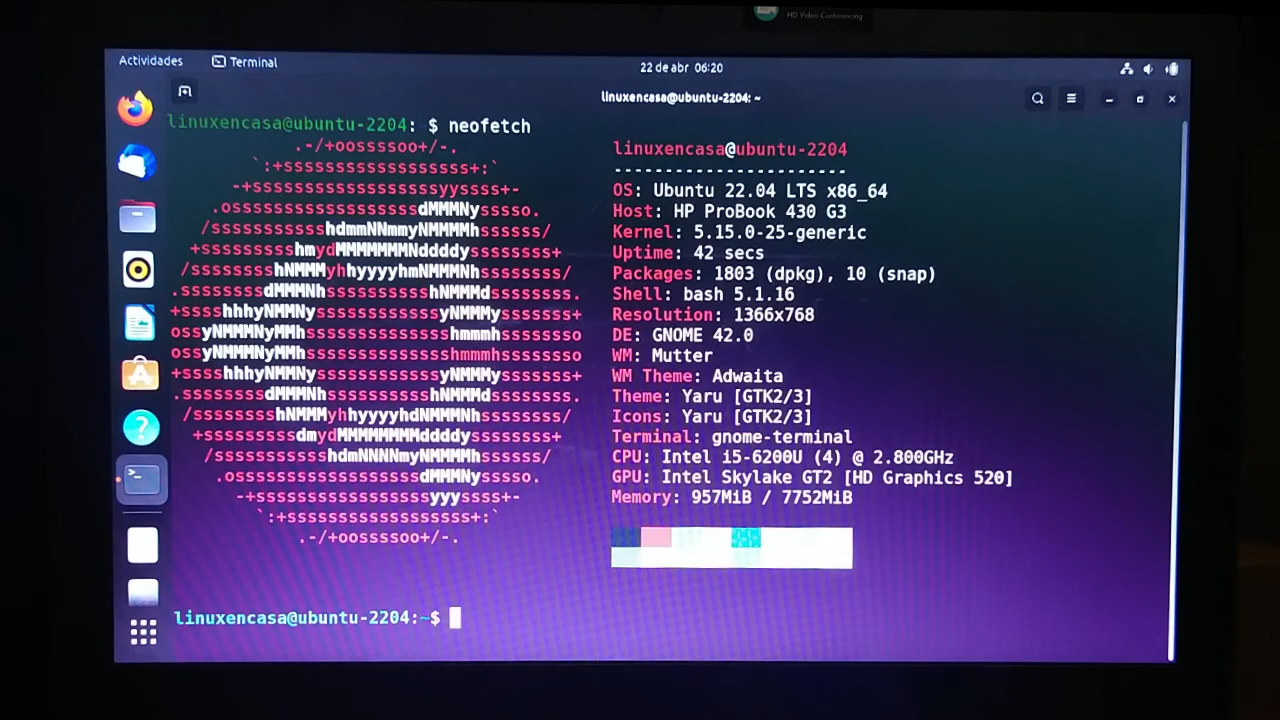 HD Video Conferencing
Actividades
Terminal
22 de abr 06:20
linuxencasa@ubuntu-2204: ~
linuxencasa@ubuntu-2204: $ neofetch
linuxencasa@ubuntu-2204
-----------------------
OS: Ubuntu 22.04 LTS x86_64
Host: HP ProBook 430 G3
Kernel: 5.15.0-25-generic
Uptime: 42 secs
Packages: 1803 (dpkg), 10 (snap)
Shell: bash 5.1.16
Resolution: 1366x768
DE: GNOME 42.0
WM: Mutter
WM Theme: Adwaita
Theme: Yaru [GTK2/3]
Icons: Yaru [GTK2/3]
Terminal: gnome-terminal
CPU: Intel i5-6200U (4) @ 2.800GHz
GPU: Intel Skylake GT2 [HD Graphics 520]
Memory: 957MiB / 7752MiB
linuxencasa@ubuntu-2204:~$